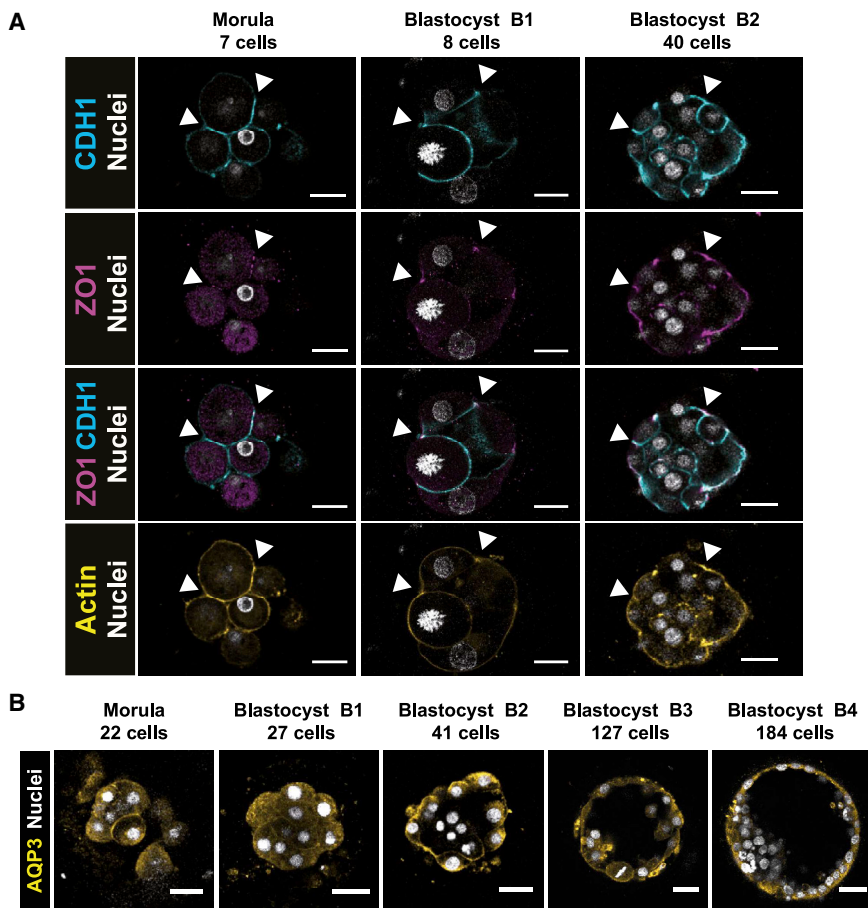 A
Morula
7 cells
Blastocyst B1
8 cells
Blastocyst B2
40 cells
CDH1
Nuclei
ZO1
Nuclei
ZO1 CDH1
Nuclei
Actin
Nuclei
B
Morula
22 cells
Blastocyst B1
27 cells
Blastocyst B2
41 cells
Blastocyst B3
127 cells
Blastocyst B4
184 cells
AQP3 Nuclei